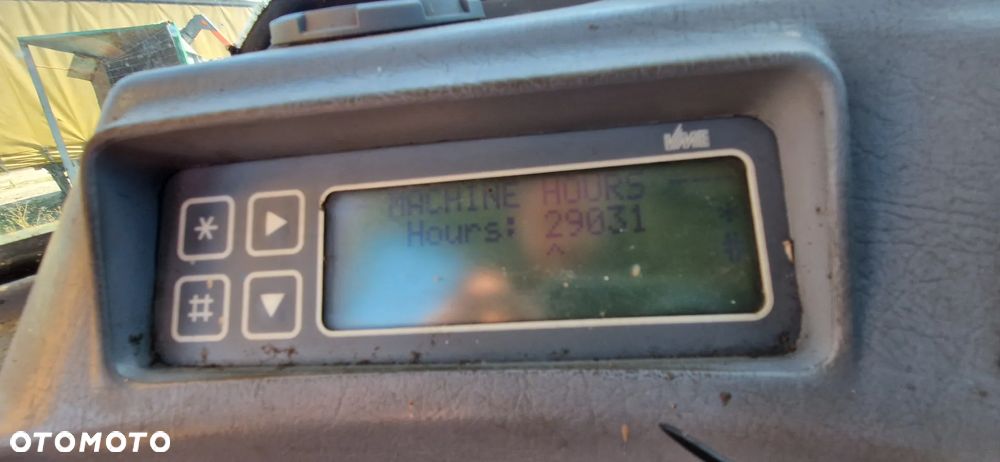 MACHINE HOURS
Hours: 29031
^
*
#
*
#
OTOMOTO